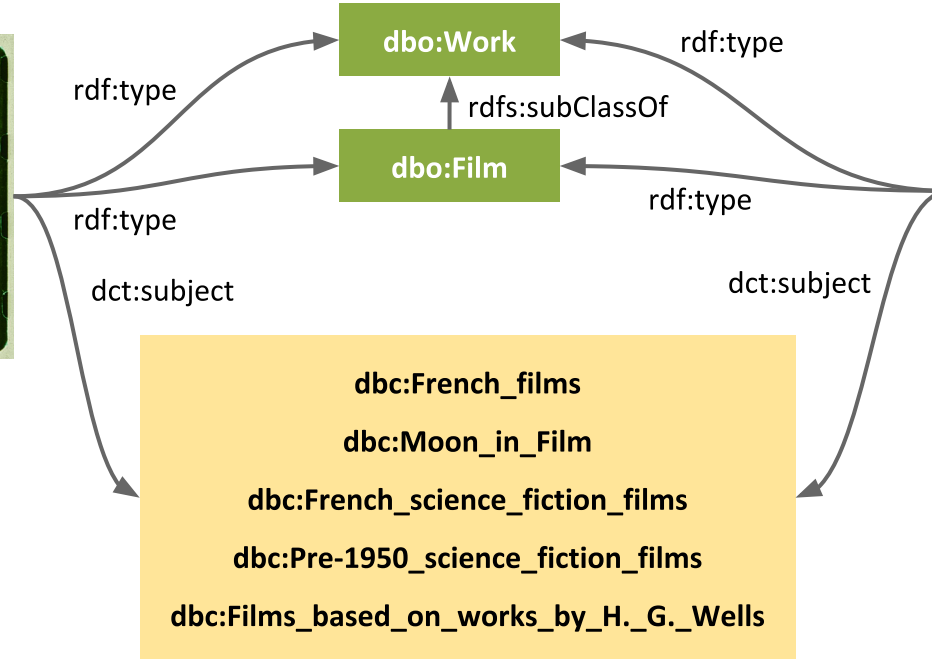 dbo:Work
rdf:type
rdf:type
rdfs:subClassOf
dbo:Film
rdf:type
rdf:type
dct:subject
dct:subject
dbc:French_films
dbc:Moon_in_Film
dbc:French_science_fiction_films
dbc:Pre-1950_science_fiction_films
dbc:Films_based_on_works_by_H._G._Wells